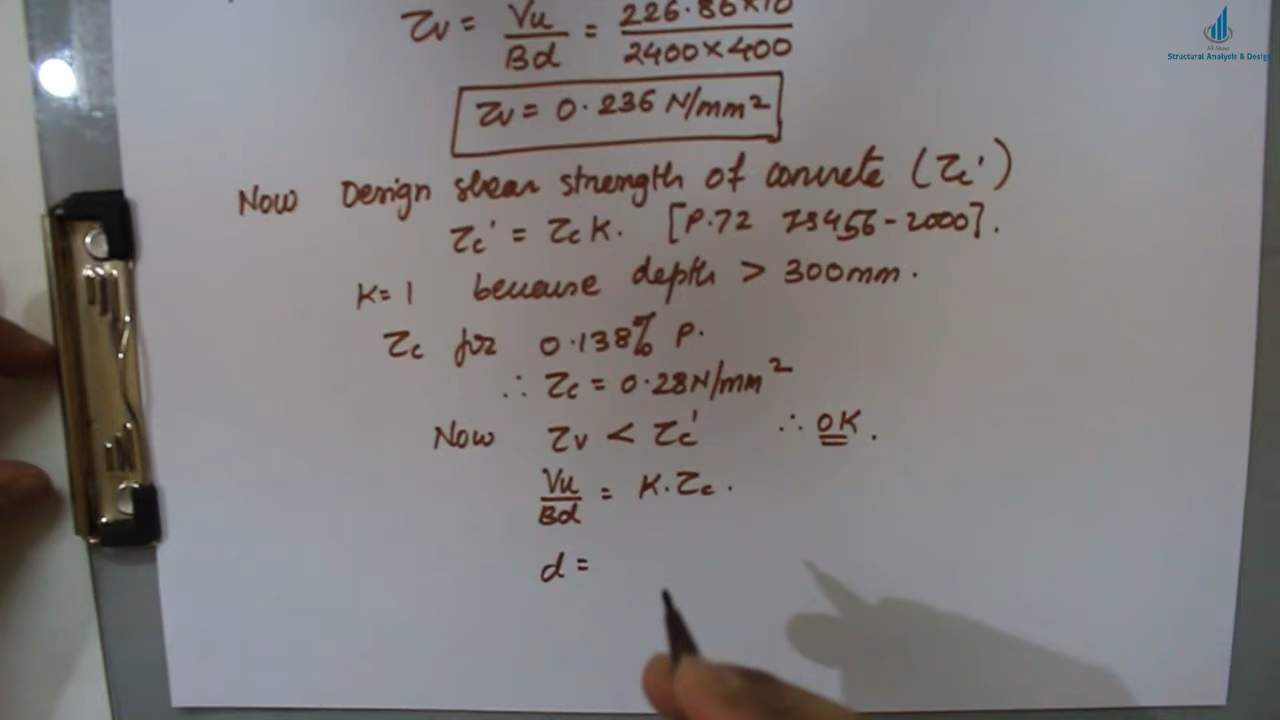 τv = Vu/Bd = 226.86×10/2400×400
τv = 0.236 N/mm²
Now Design shear strength of concrete (τc')
τc' = τc K. [P.72 IS456-2000].
K=1 because depth > 300mm.
τc for 0.138% P.
∴ τc = 0.28N/mm²
Now τv < τc' ∴ OK.
Vu/Bd = K.τc.
d =
Structural Analysis & Design